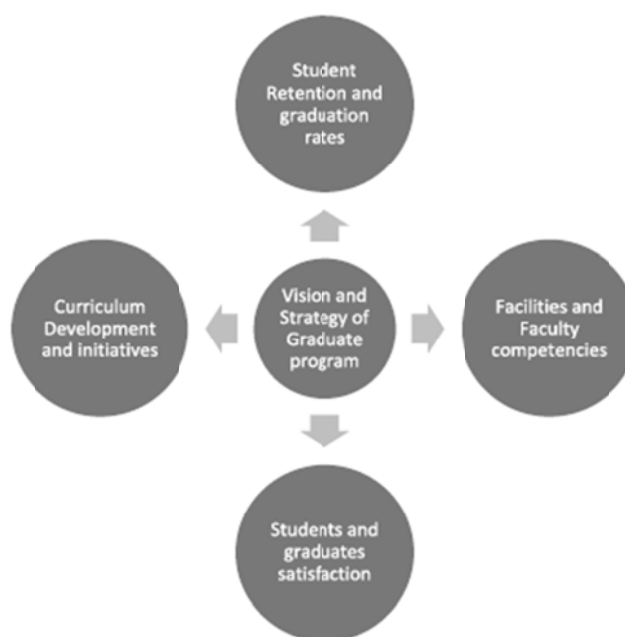 Student
Retention and
graduation
rates
Curriculum
Development
and initiatives
Vision and
Strategy of
Graduate
program
Facilities and
Faculty
competencies
Students and
graduates
satisfaction